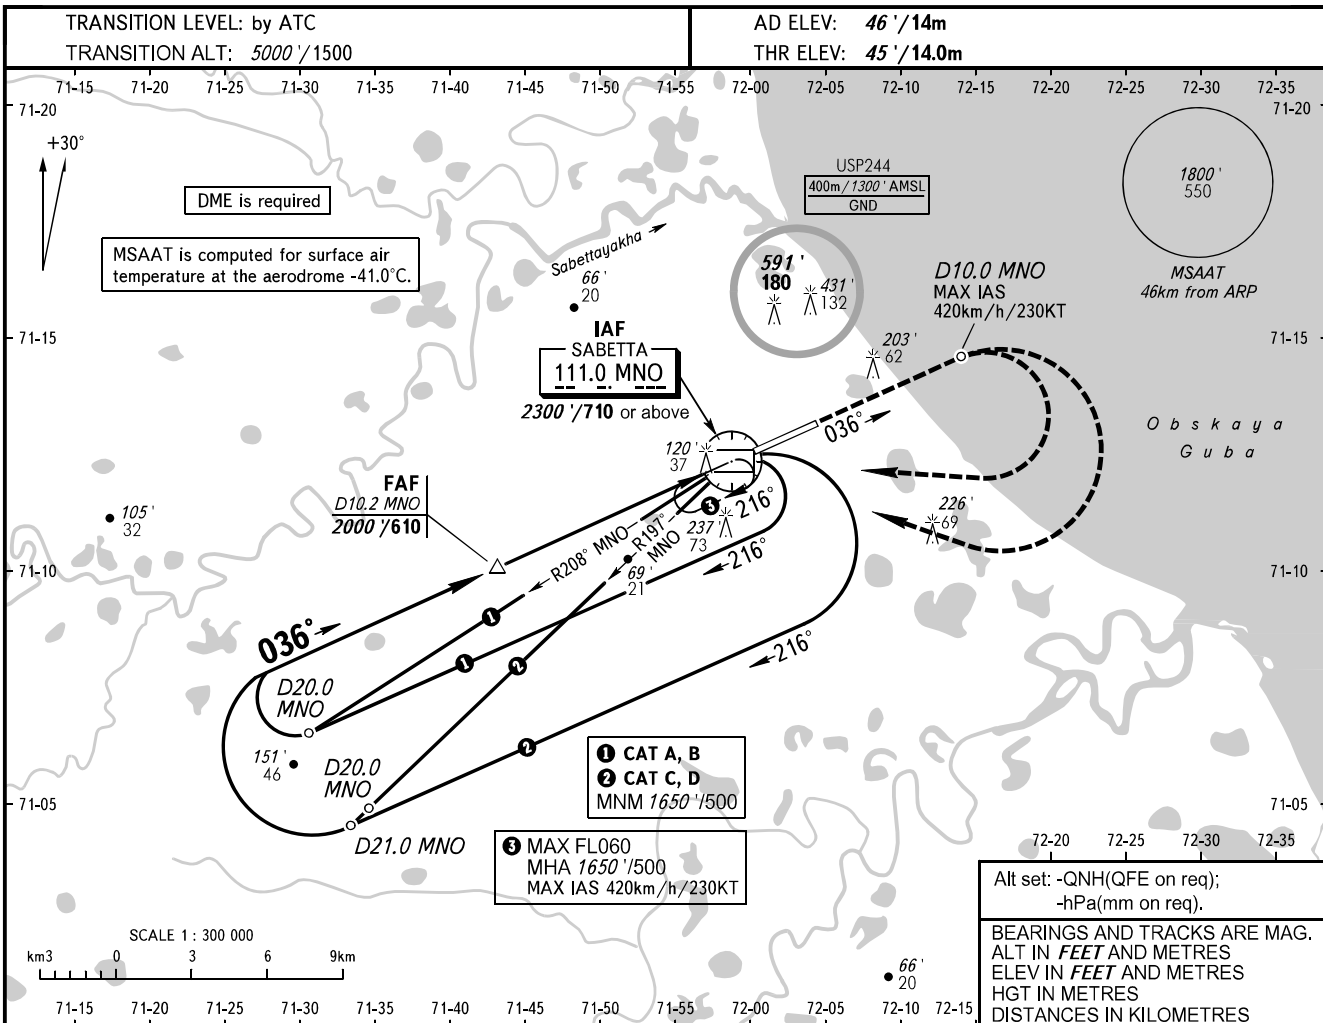 TRANSITION LEVEL: by ATC
TRANSITION ALT: 5000'/1500
AD ELEV: 46'/14m
THR ELEV: 45'/14.0m
71-15 71-20 71-25 71-30 71-35 71-40 71-45 71-50 71-55 72-00 72-05 72-10 72-15 72-20 72-25 72-30 72-35
71-20
71-20
+30°
DME is required
MSAAT is computed for surface air
temperature at the aerodrome -41.0°C.
Sabettayakha
66'
20
USP244
400m/1300' AMSL
GND
1800'
550
MSAAT
46km from ARP
591'
180
431'
132
D10.0 MNO
MAX IAS
420km/h/230KT
71-15
71-15
IAF
SABETTA
111.0 MNO
2300'/710 or above
203'
62
036°
Obskaya
Guba
120'
37
FAF
D10.2 MNO
2000'/610
105'
32
3
216°
237'
73
226'
69
R208° MNO
R197°
MNO
69'
21
216°
71-10
71-10
1
036°
1
2
216°
D20.0
MNO
151'
46
D20.0
MNO
2
D21.0 MNO
1 CAT A, B
2 CAT C, D
MNM 1650'/500
71-05
71-05
3 MAX FL060
MHA 1650'/500
MAX IAS 420km/h/230KT
72-20 72-25 72-30 72-35
Alt set: -QNH(QFE on req);
-hPa(mm on req).
BEARINGS AND TRACKS ARE MAG.
ALT IN FEET AND METRES
ELEV IN FEET AND METRES
HGT IN METRES
DISTANCES IN KILOMETRES
SCALE 1 : 300 000
km3 0 3 6 9km
66'
20
71-15 71-20 71-25 71-30 71-35 71-40 71-45 71-50 71-55 72-00 72-05 72-10 72-15